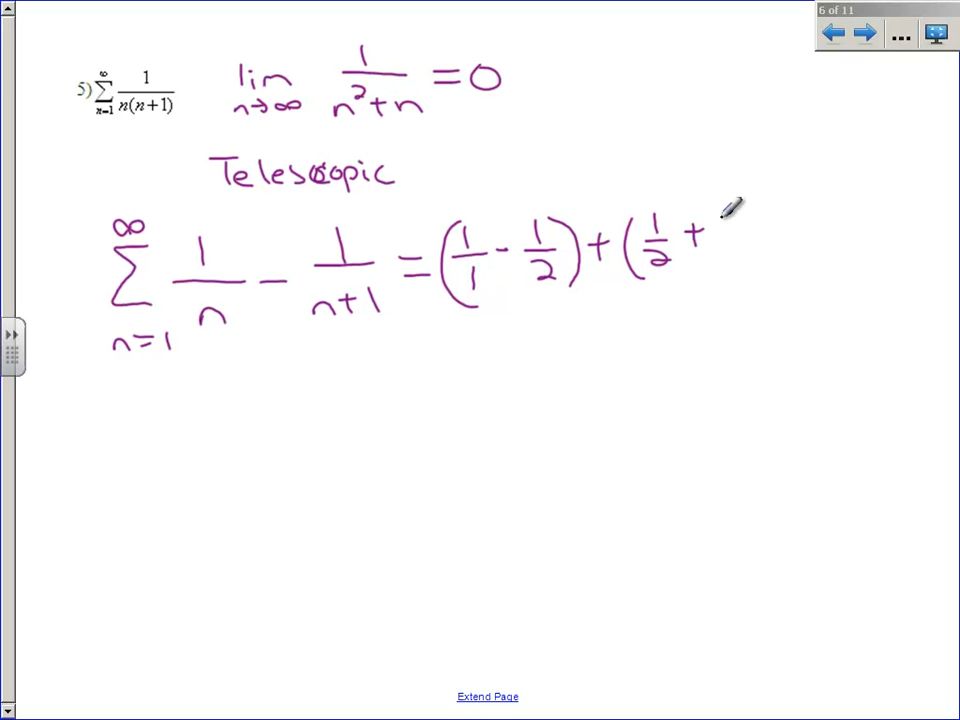 6 of 11
5) ∞∑n=1 1/n(n+1) lim n→∞ 1/n²+n = 0
Telescopic
∞∑n=1 1/n − 1/n+1 = (1/1 − 1/2) + (1/2 +
Extend Page